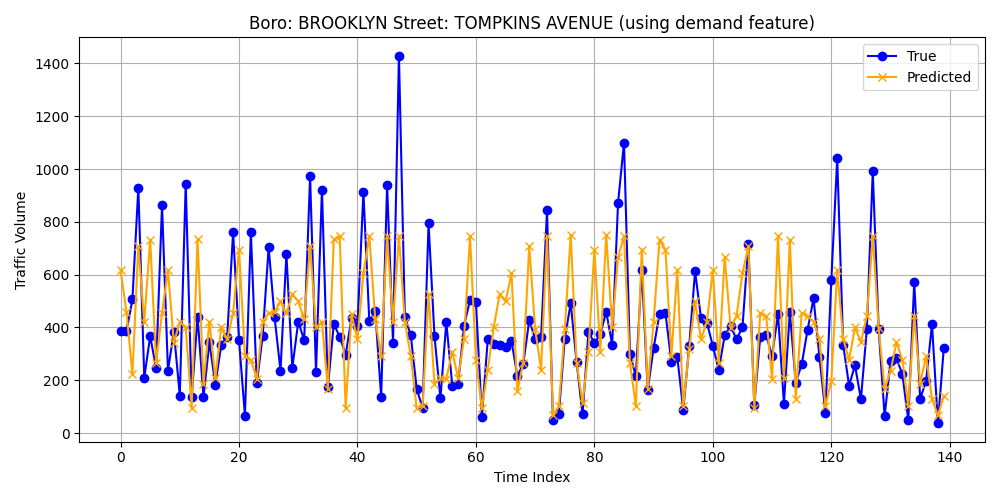 Boro: BROOKLYN Street: TOMPKINS AVENUE (using demand feature)
True
Predicted
Traffic Volume
1400
1200
1000
800
600
400
200
0
0 20 40 60 80 100 120 140
Time Index